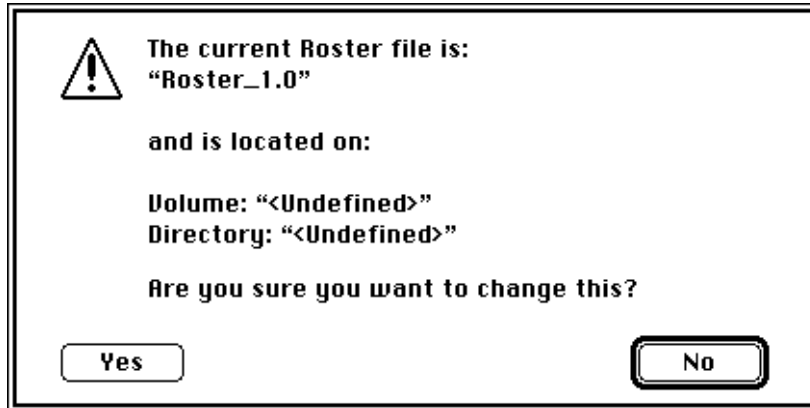 The current Roster file is:
“Roster_1.0”
and is located on:
Volume: “<Undefined>”
Directory: “<Undefined>”
Are you sure you want to change this?
Yes
No